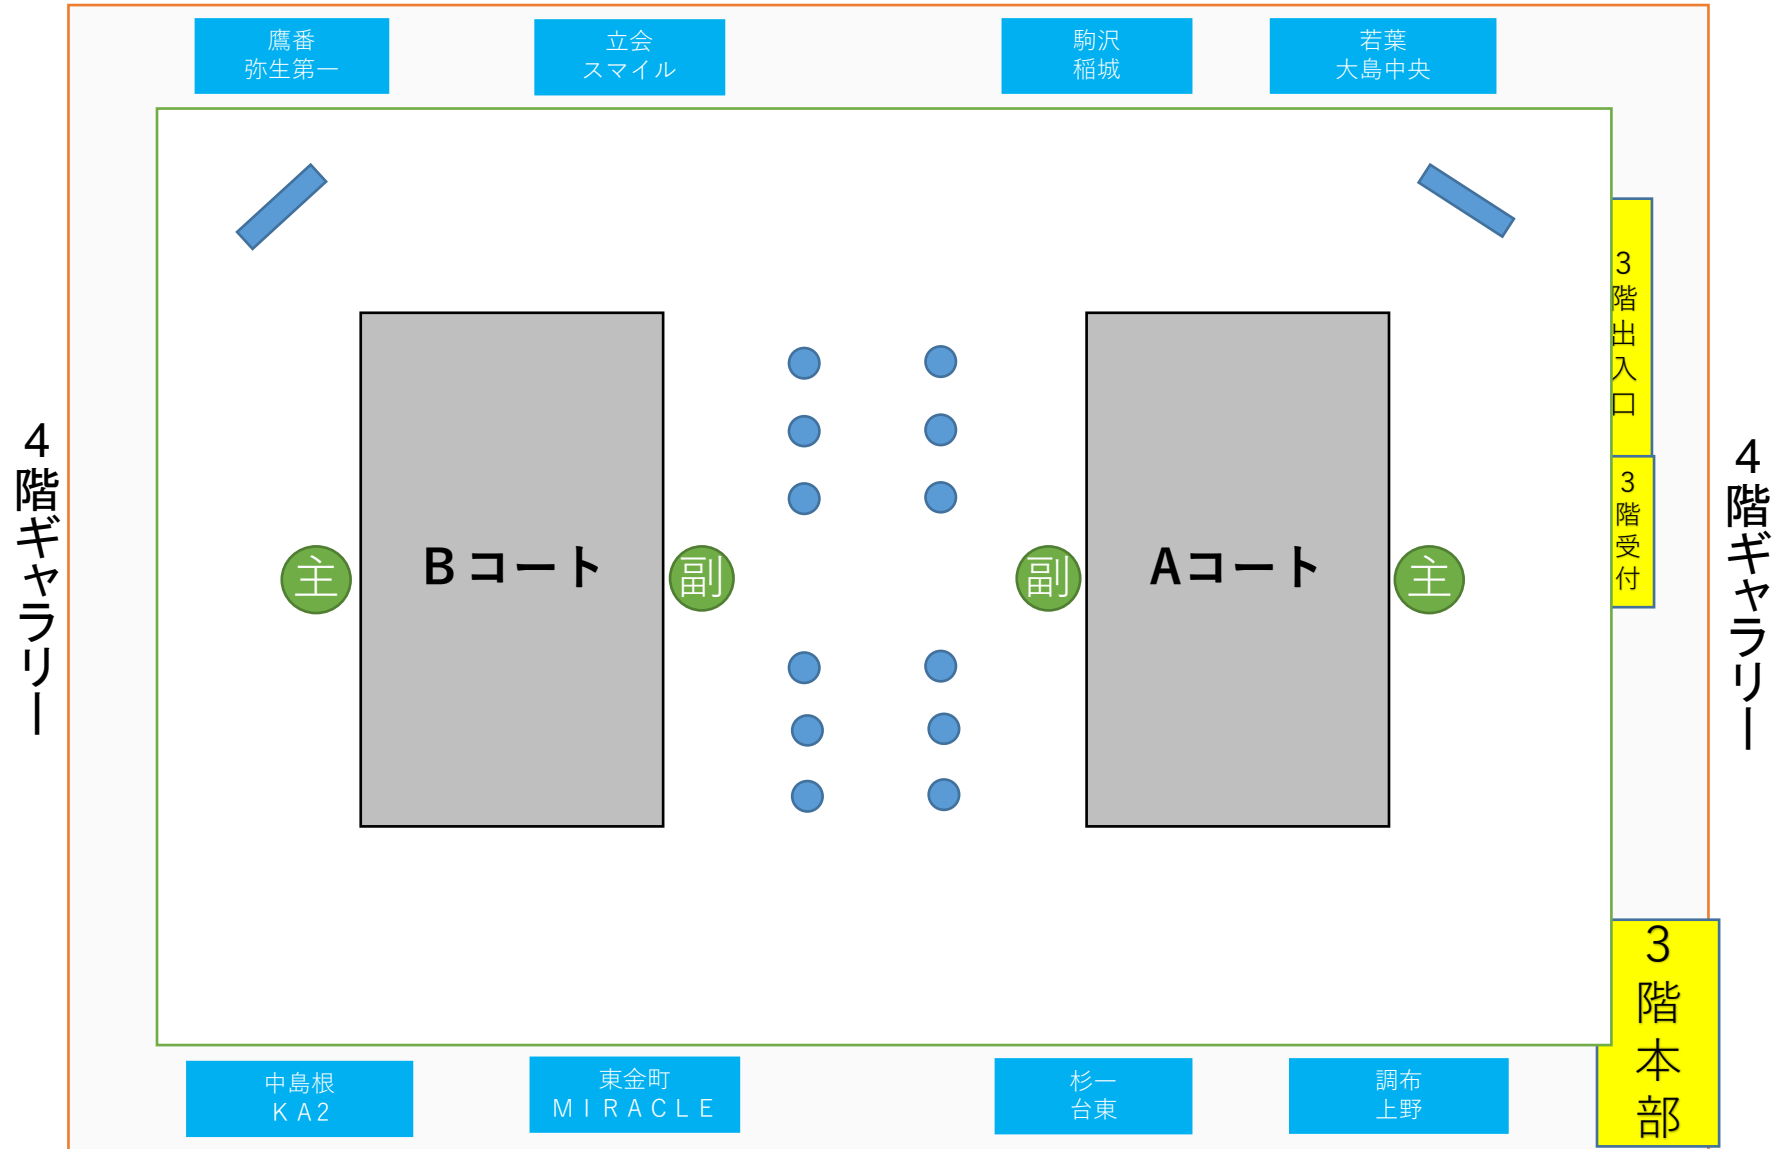 鷹番
弥生第一
立会
スマイル
駒沢
稲城
若葉
大島中央
4階ギャラリー
主
Bコート
副
副
Aコート
主
3階出入口
3階受付
4階ギャラリー
3階本部
中島根
KA2
東金町
MIRACLE
杉一
台東
調布
上野